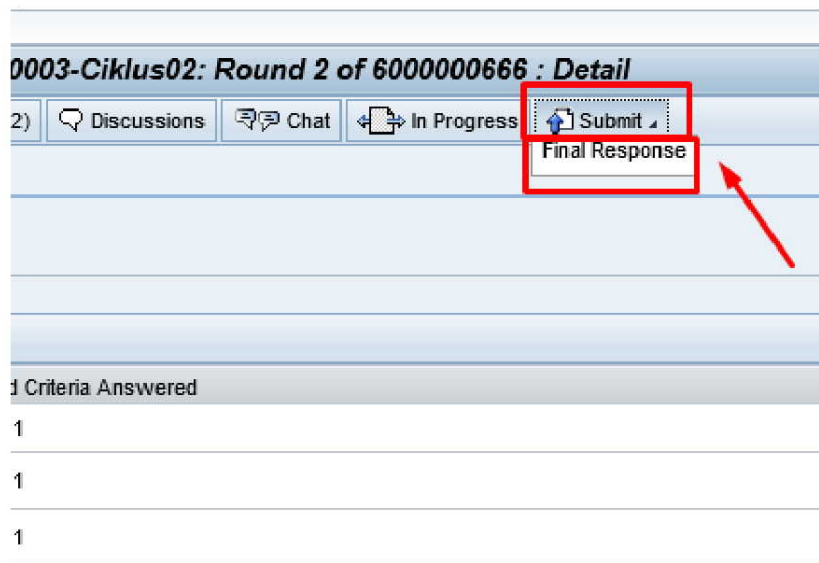 0003-Ciklus02: Round 2 of 6000000666 : Detail
2) Discussions Chat In Progress Submit
Final Response
d Criteria Answered
1
1
1